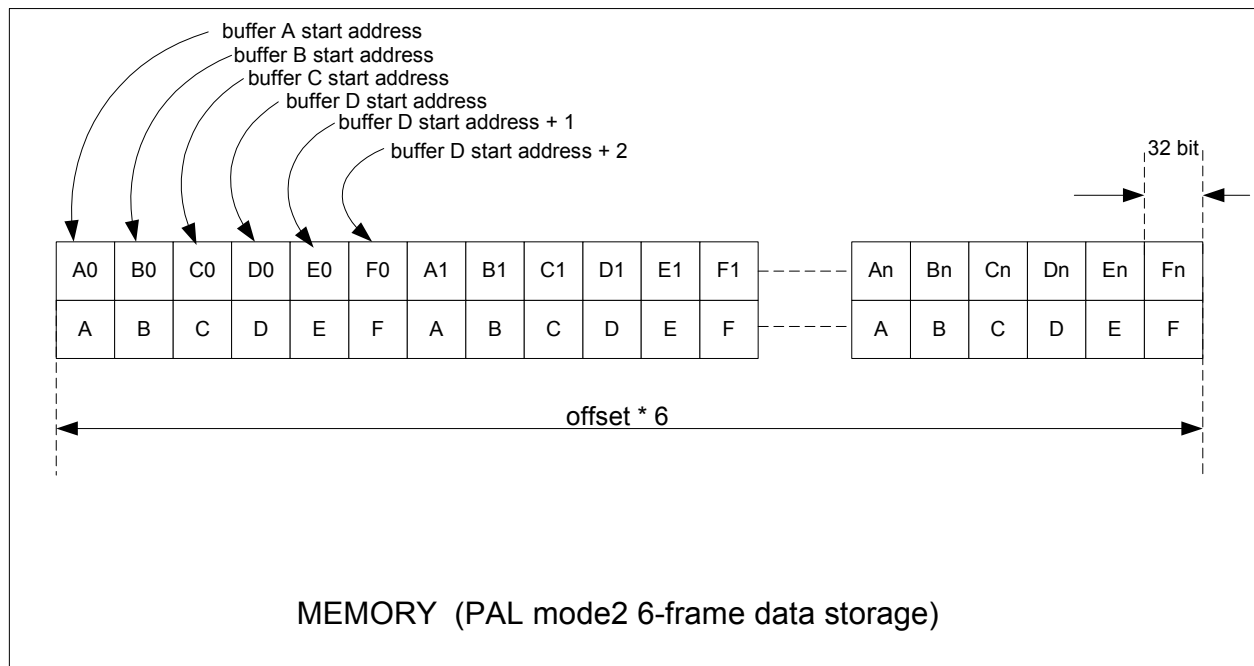 buffer A start address
buffer B start address
buffer C start address
buffer D start address
buffer D start address + 1
buffer D start address + 2
32 bit
A0 B0 C0 D0 E0 F0 A1 B1 C1 D1 E1 F1 An Bn Cn Dn En Fn
A B C D E F A B C D E F A B C D E F
offset * 6
MEMORY (PAL mode2 6-frame data storage)